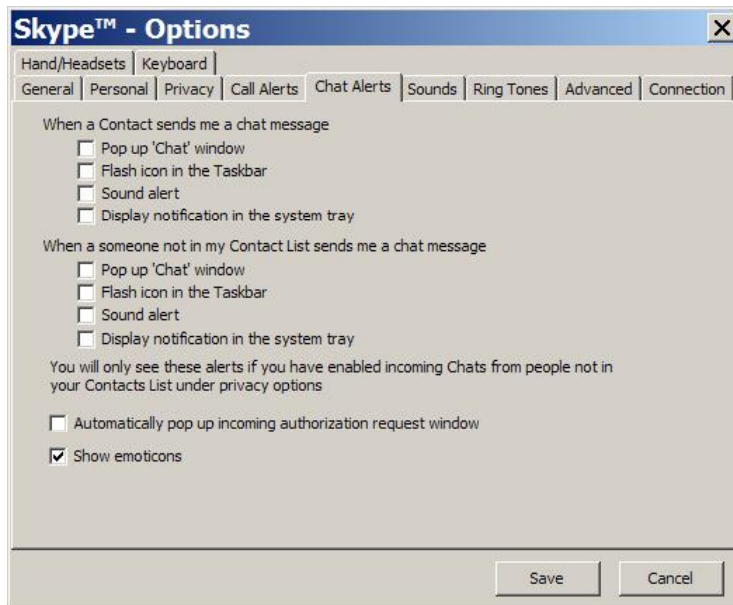 Skype™ - Options
Hand/Headsets Keyboard
General Personal Privacy Call Alerts Chat Alerts Sounds Ring Tones Advanced Connection
When a Contact sends me a chat message
Pop up 'Chat' window
Flash icon in the Taskbar
Sound alert
Display notification in the system tray
When a someone not in my Contact List sends me a chat message
Pop up 'Chat' window
Flash icon in the Taskbar
Sound alert
Display notification in the system tray
You will only see these alerts if you have enabled incoming Chats from people not in
your Contacts List under privacy options
Automatically pop up incoming authorization request window
Show emoticons
Save Cancel